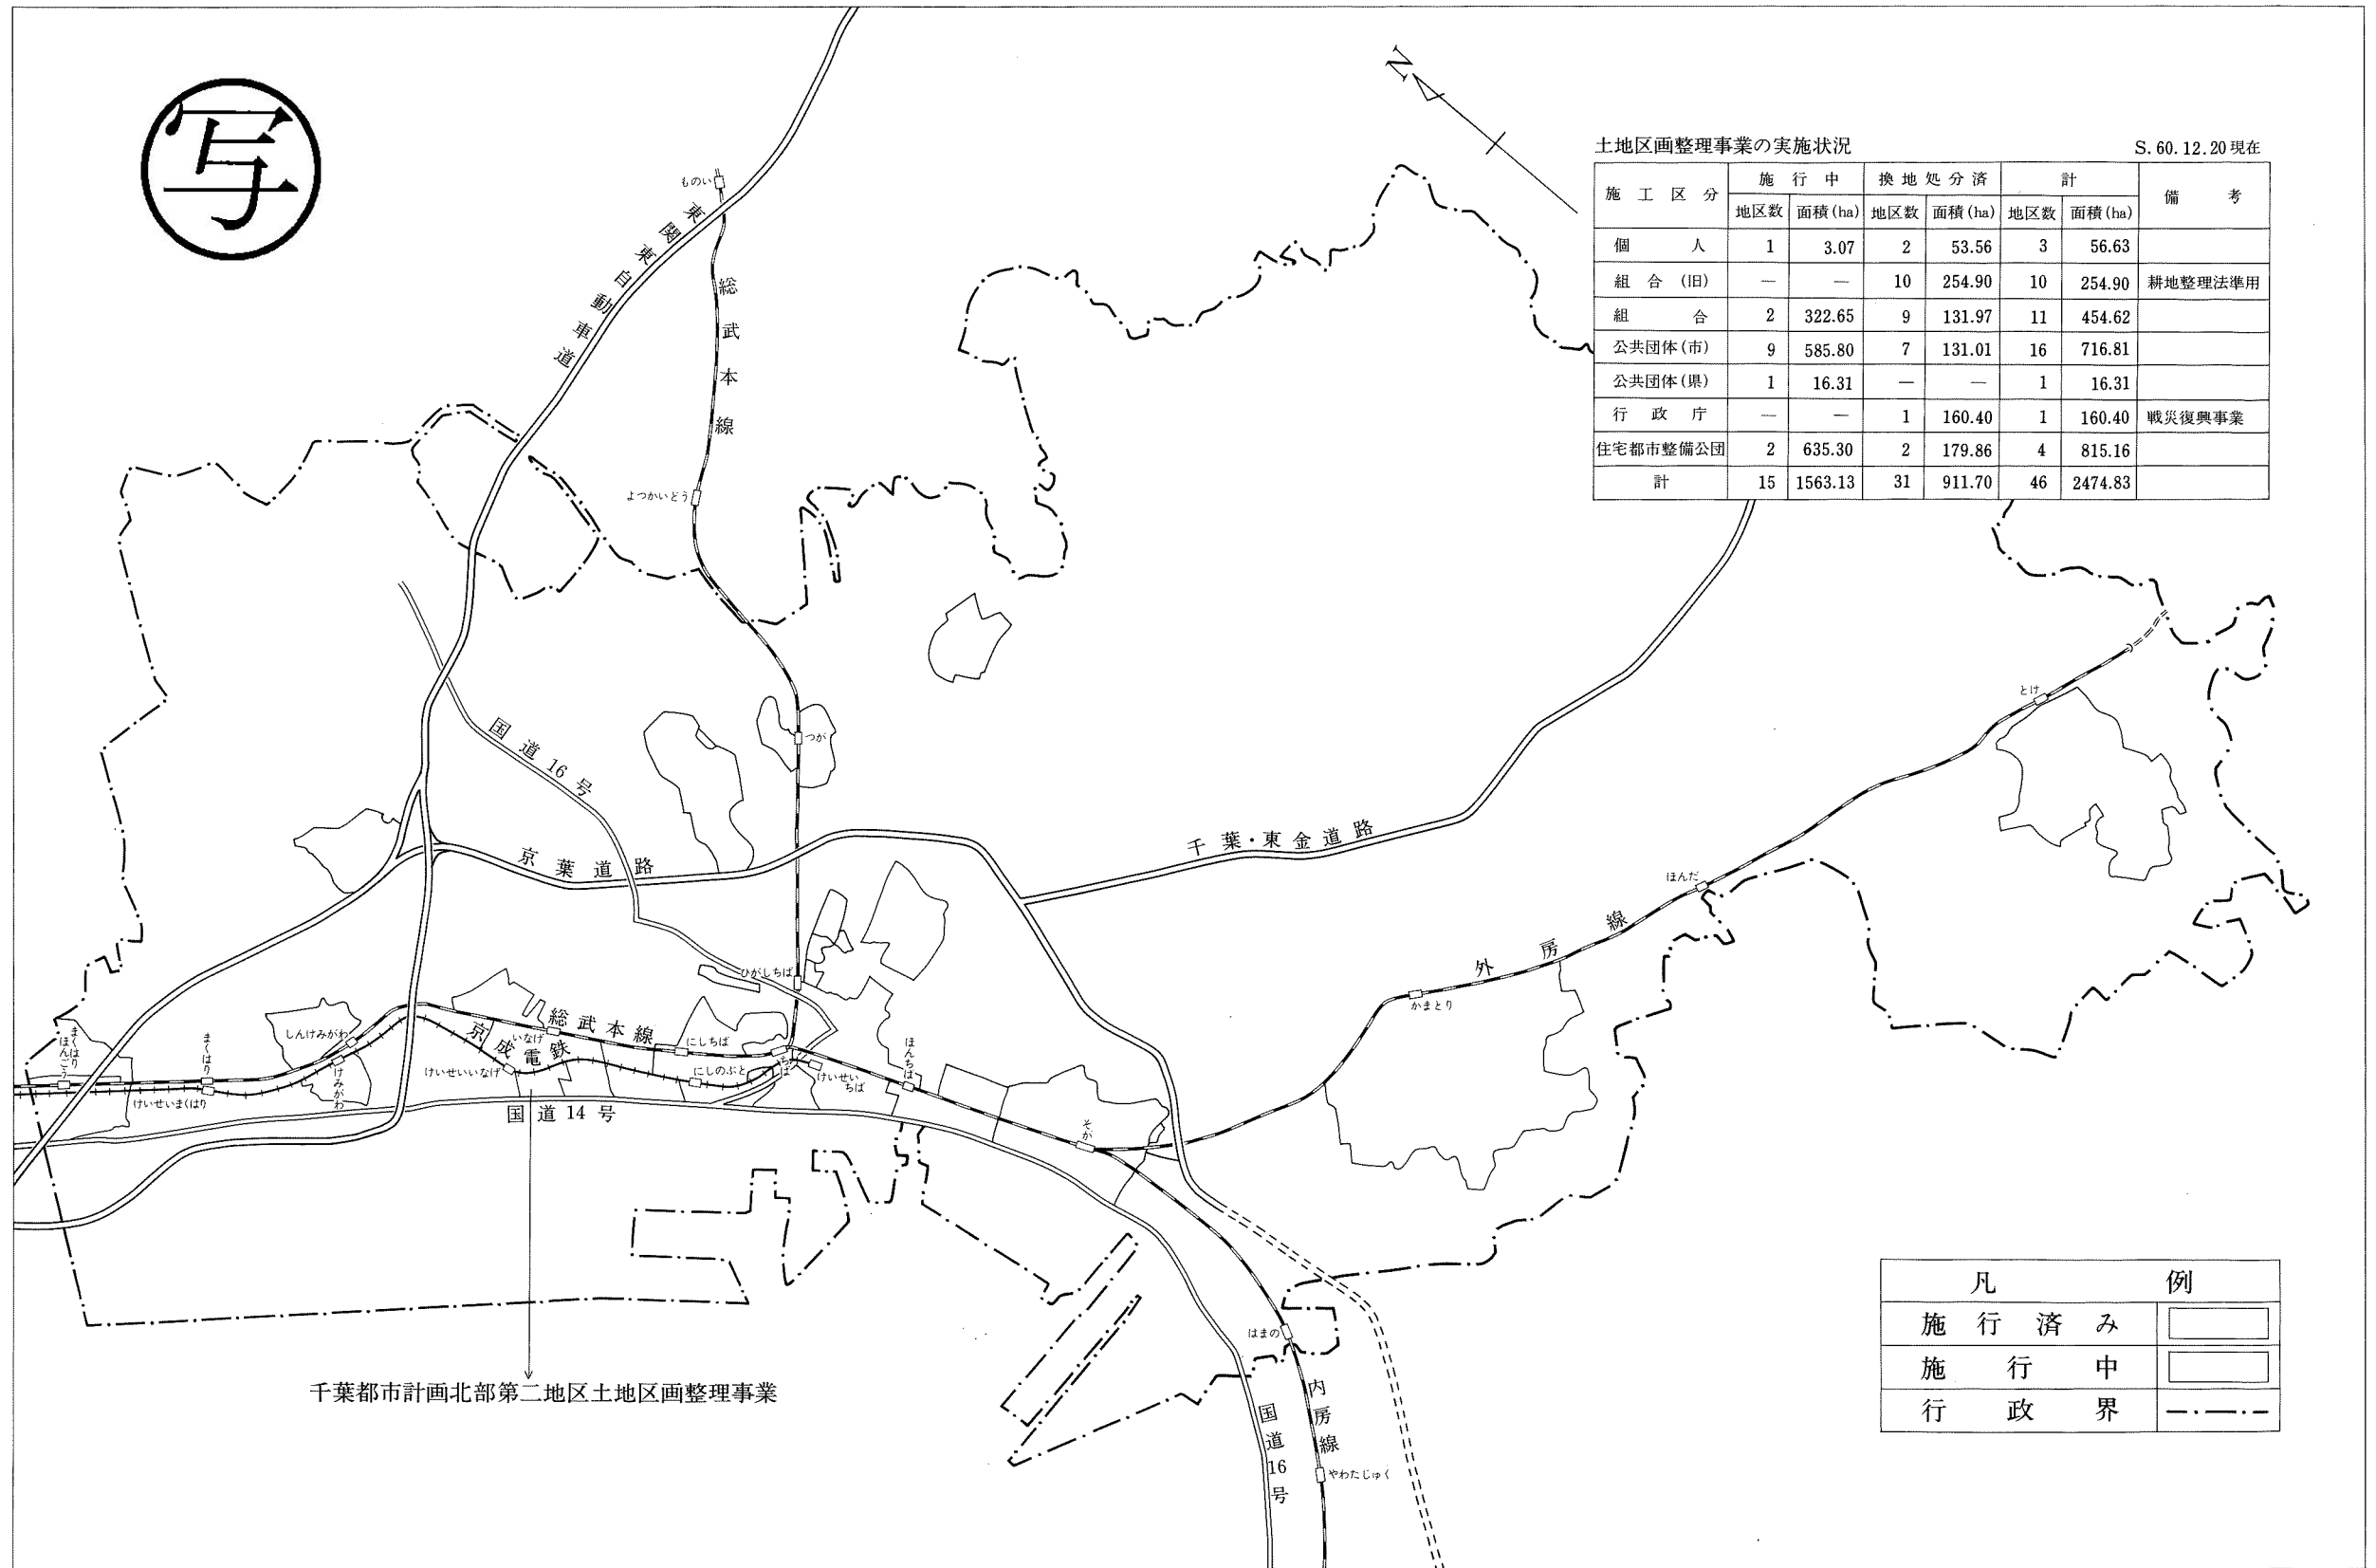 写
N
土地区画整理事業の実施状況
S. 60. 12. 20 現在
施工区分 施行中 換地処分済 計 備考
地区数 面積(ha) 地区数 面積(ha) 地区数 面積(ha)
個人 1 3.07 2 53.56 3 56.63
組合(旧) — — 10 254.90 10 254.90 耕地整理法準用
組合 2 322.65 9 131.97 11 454.62
公共団体(市) 9 585.80 7 131.01 16 716.81
公共団体(県) 1 16.31 — — 1 16.31
行政庁 — — 1 160.40 1 160.40 戦災復興事業
住宅都市整備公団 2 635.30 2 179.86 4 815.16
計 15 1563.13 31 911.70 46 2474.83
ものい
東関東自動車道
総武本線
よつかいどう
国道16号
つが
とけ
京葉道路
千葉・東金道路
ほんだ
外房線
かまとり
ひがしちば
まくはりほんごう
まくはり
しんけみがわ
けいせいまくはり
けみがわ
総武本線
京成電鉄
いなげ
けいせいいなげ
にしちば
にしのぶと
ちば
けいせいちば
ほんちば
そが
国道14号
はまの
内房線
国道16号
やわたじゅく
千葉都市計画北部第二地区土地区画整理事業
凡例
施行済み
施行中
行政界